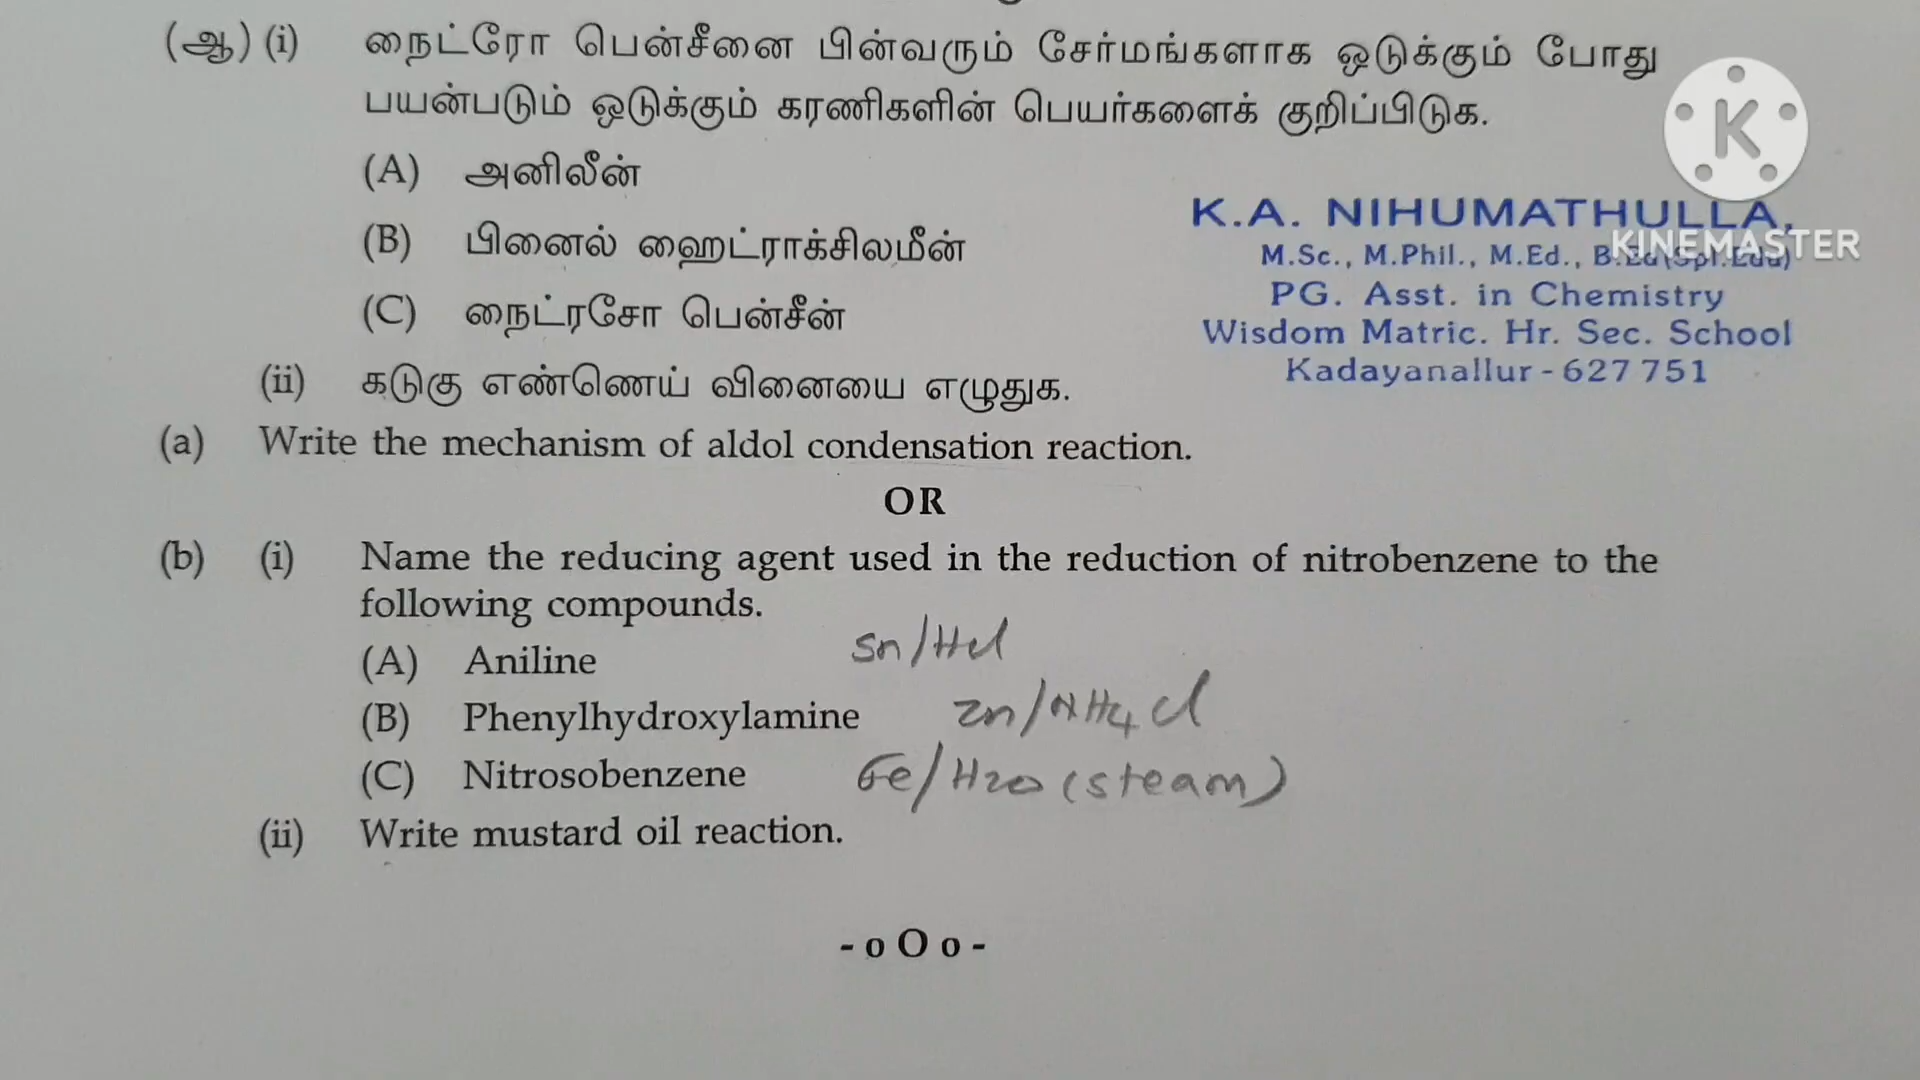 (ஆ) (i) நைட்ரோ பென்சீனை பின்வரும் சேர்மங்களாக ஒடுக்கும் போது
பயன்படும் ஒடுக்கும் கரணிகளின் பெயர்களைக் குறிப்பிடுக.
(A) அனிலீன்
(B) பினைல் ஹைட்ராக்சிலமீன்
(C) நைட்ரசோ பென்சீன்
(ii) கடுகு எண்ணெய் வினையை எழுதுக.
K
KINEMASTER
K.A. NIHUMATHULLA,
M.Sc., M.Phil., M.Ed., B.Ed(Spl.Edu)
PG. Asst. in Chemistry
Wisdom Matric. Hr. Sec. School
Kadayanallur - 627 751
(a) Write the mechanism of aldol condensation reaction.
OR
(b) (i) Name the reducing agent used in the reduction of nitrobenzene to the
following compounds.
(A) Aniline Sn/HCl
(B) Phenylhydroxylamine Zn/NH4Cl
(C) Nitrosobenzene Fe/H2O (steam)
(ii) Write mustard oil reaction.
- o O o -